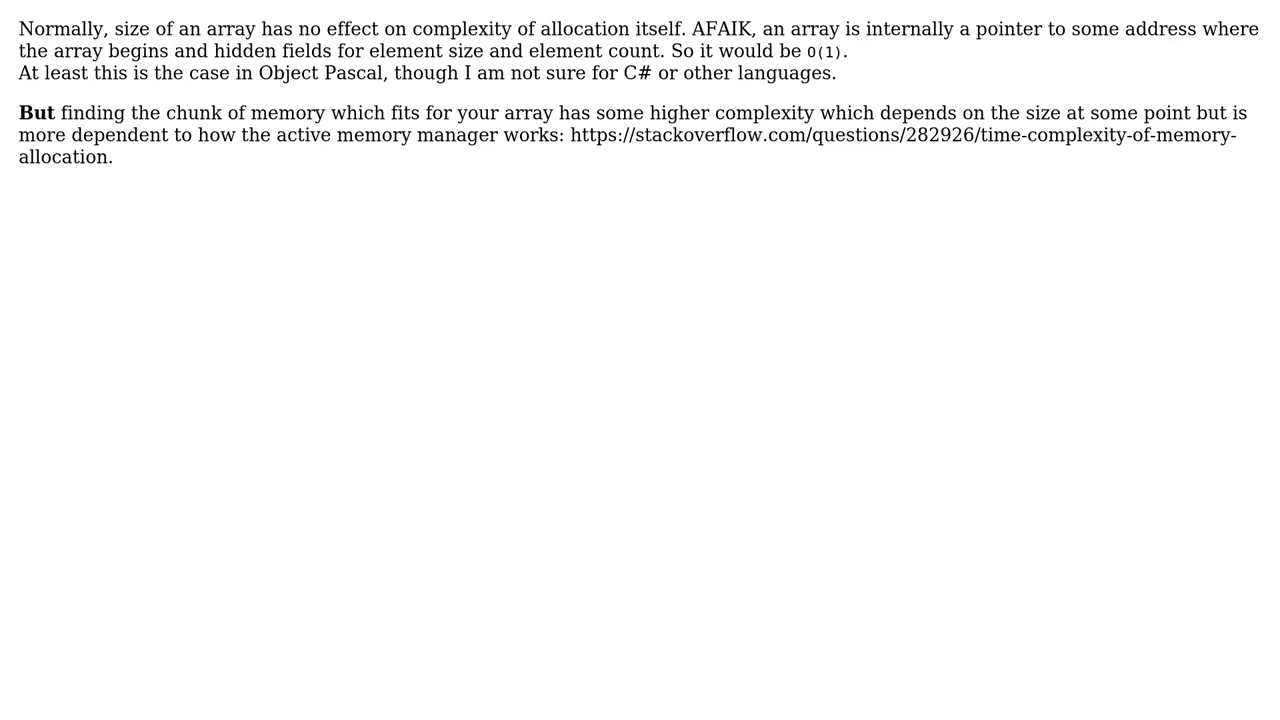 Normally, size of an array has no effect on complexity of allocation itself. AFAIK, an array is internally a pointer to some address where
the array begins and hidden fields for element size and element count. So it would be O(1).
At least this is the case in Object Pascal, though I am not sure for C# or other languages.
But finding the chunk of memory which fits for your array has some higher complexity which depends on the size at some point but is
more dependent to how the active memory manager works: https://stackoverflow.com/questions/282926/time-complexity-of-memory-
allocation.